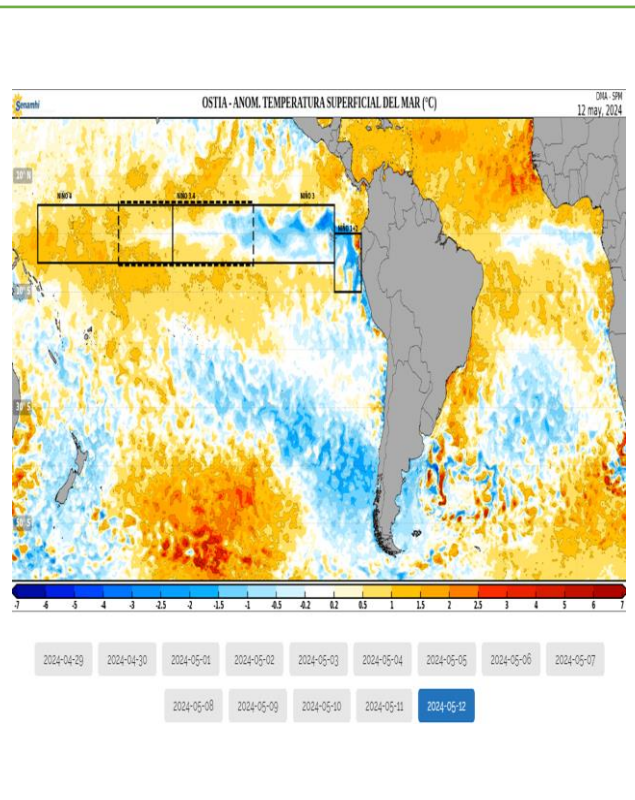 Senamhi
OSTIA - ANOM. TEMPERATURA SUPERFICIAL DEL MAR (°C)
DMA - SPM
12 may, 2024
20° N
NIÑO 4
NIÑO 3.4
NIÑO 3
NIÑO 1+2
10° S
30° S
50° S
-7 -6 -5 -4 -3 -2.5 -2 -1.5 -1 -0.5 -0.2 0.2 0.5 1 1.5 2 2.5 3 4 5 6 7
2024-04-29 2024-04-30 2024-05-01 2024-05-02 2024-05-03 2024-05-04 2024-05-05 2024-05-06 2024-05-07
2024-05-08 2024-05-09 2024-05-10 2024-05-11 2024-05-12